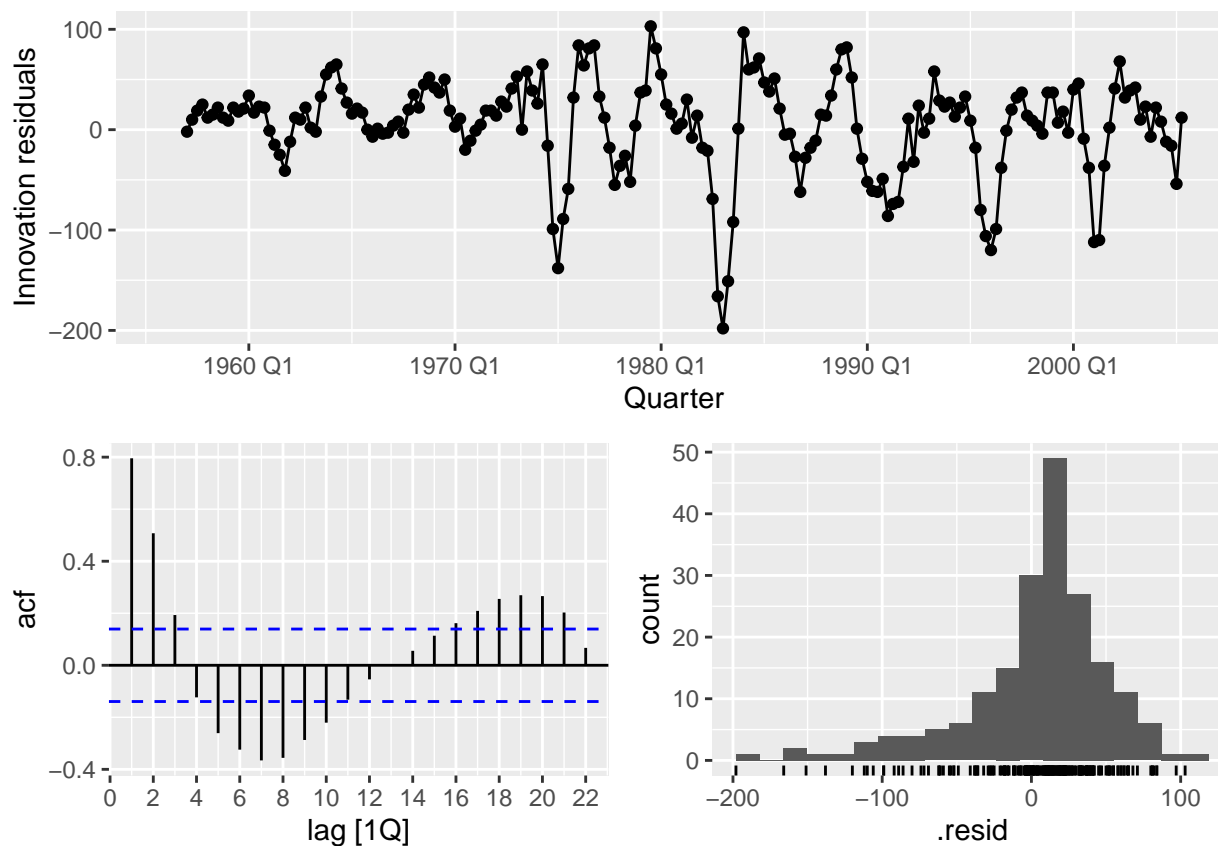 Innovation residuals
100
0
−100
−200
1960 Q1 1970 Q1 1980 Q1 1990 Q1 2000 Q1
Quarter
acf
0.8
0.4
0.0
−0.4
0 2 4 6 8 10 12 14 16 18 20 22
lag [1Q]
count
50
40
30
20
10
0
−200 −100 0 100
.resid